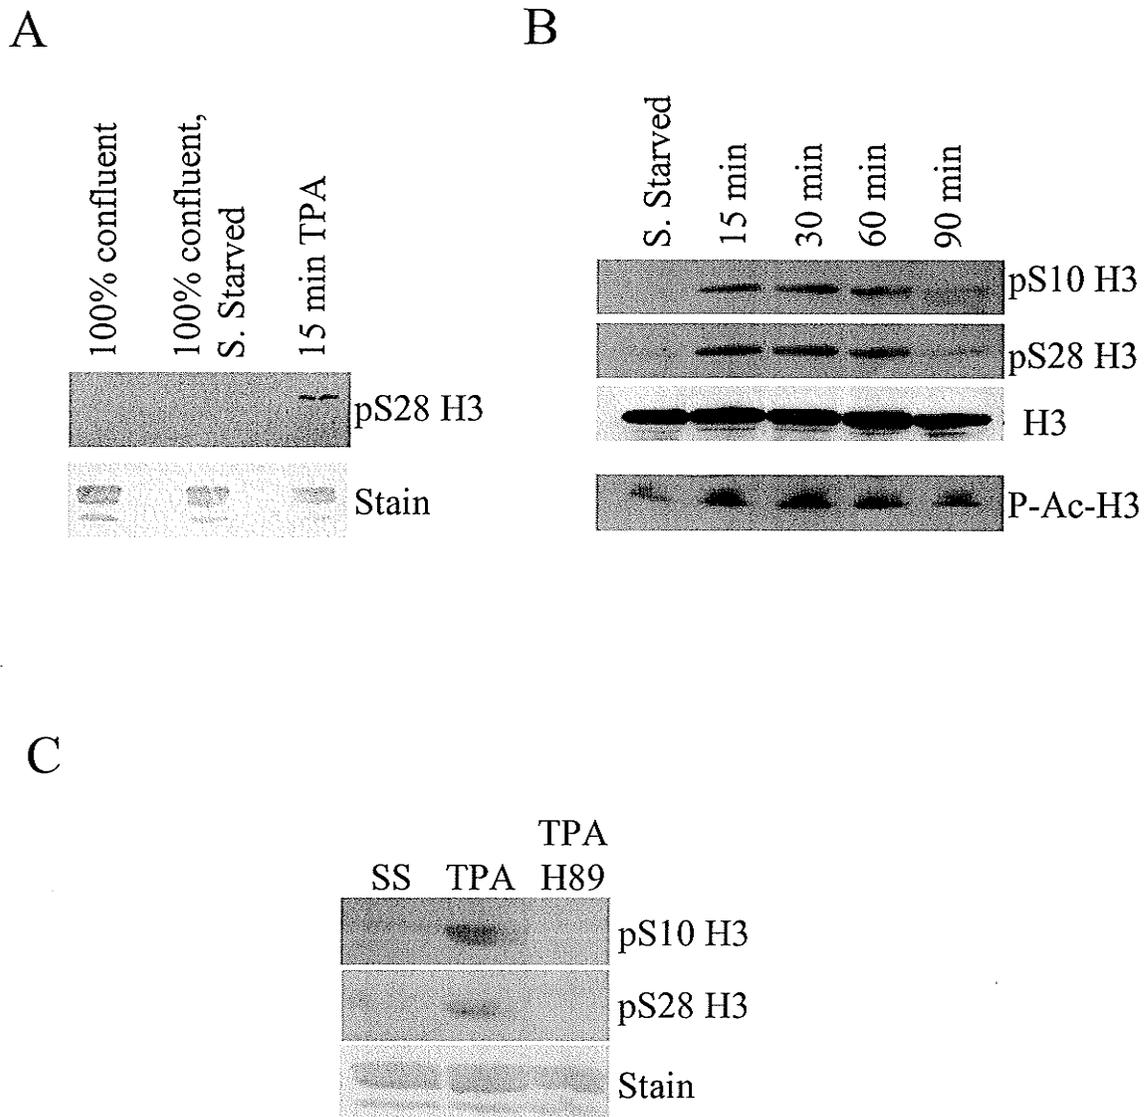 A
100% confluent
100% confluent,
S. Starved
15 min TPA
pS28 H3
Stain
B
S. Starved
15 min
30 min
60 min
90 min
pS10 H3
pS28 H3
H3
P-Ac-H3
C
SS
TPA
TPA
H89
pS10 H3
pS28 H3
Stain